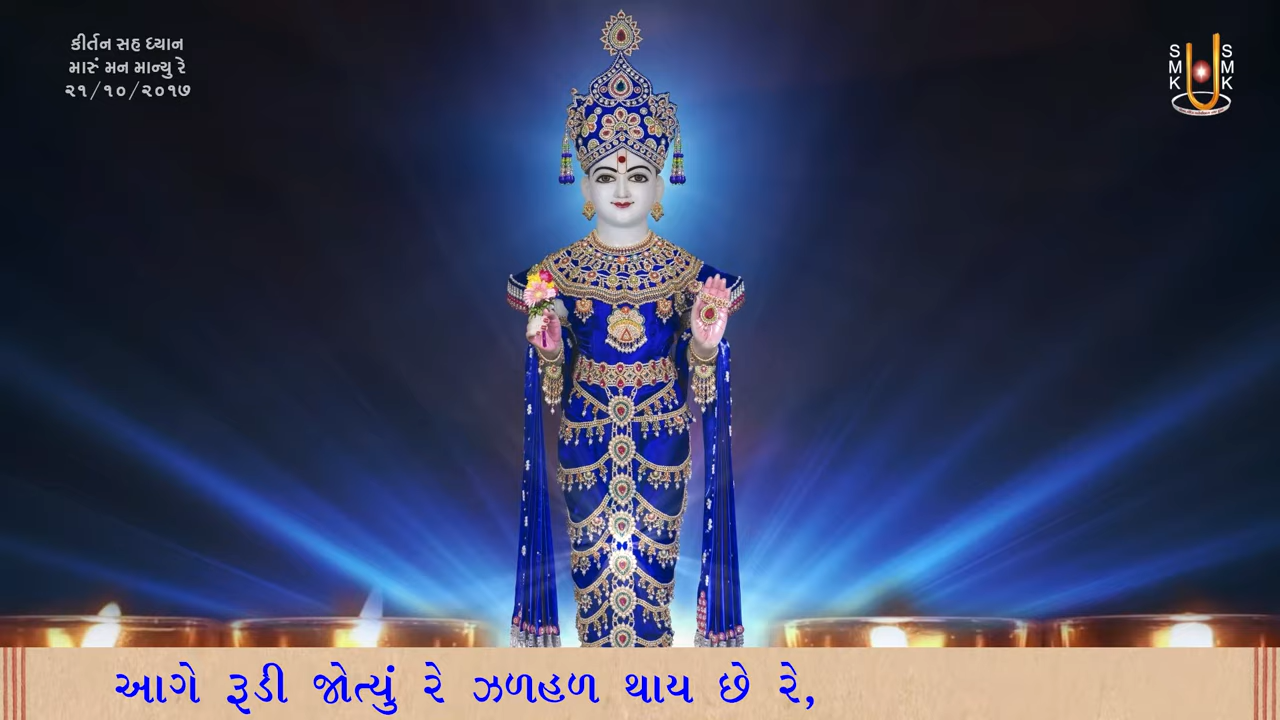 કીર્તન સહ ધ્યાન
મારું મન માન્યુ રે
૨૧/૧૦/૨૦૧૭
SMK
SMK
આગે રૂડી જોત્યું રે ઝળહળ થાય છે રે,